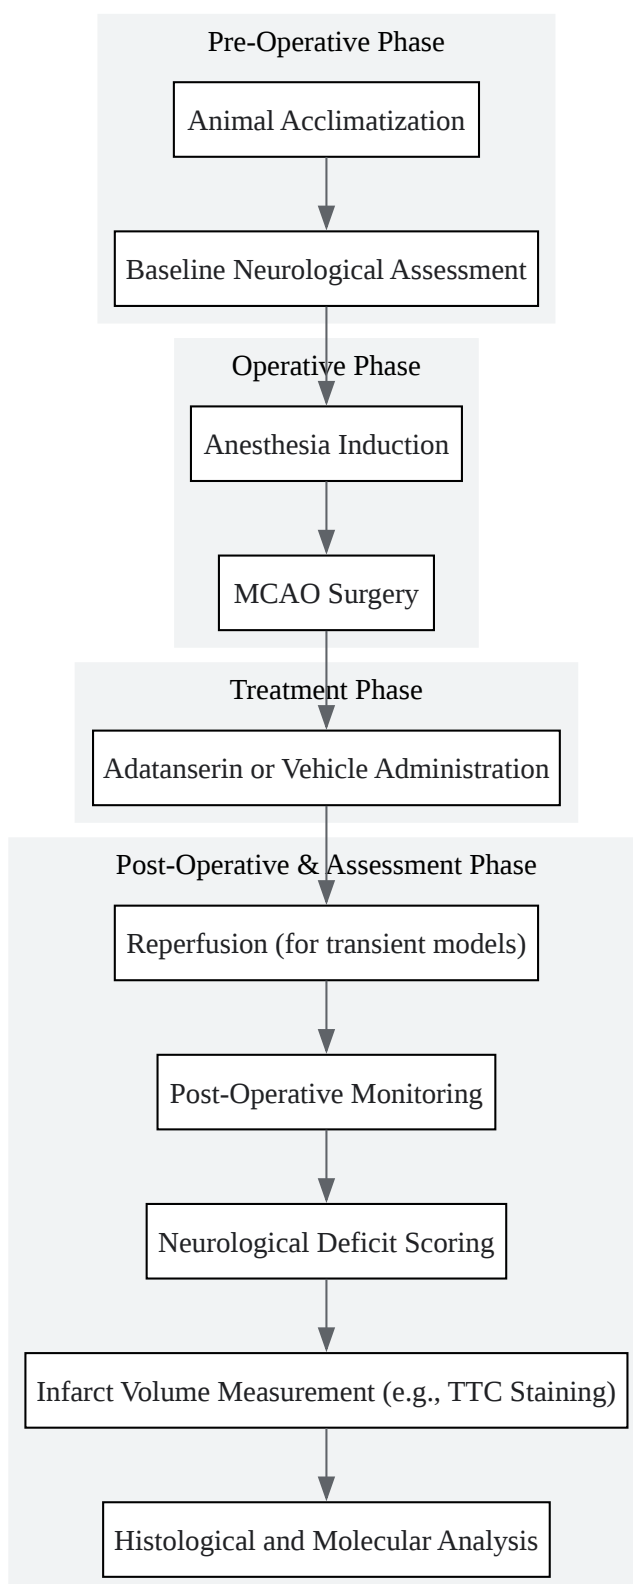 Pre-Operative Phase
Animal Acclimatization
Baseline Neurological Assessment
Operative Phase
Anesthesia Induction
MCAO Surgery
Treatment Phase
Adatanserin or Vehicle Administration
Post-Operative & Assessment Phase
Reperfusion (for transient models)
Post-Operative Monitoring
Neurological Deficit Scoring
Infarct Volume Measurement (e.g., TTC Staining)
Histological and Molecular Analysis